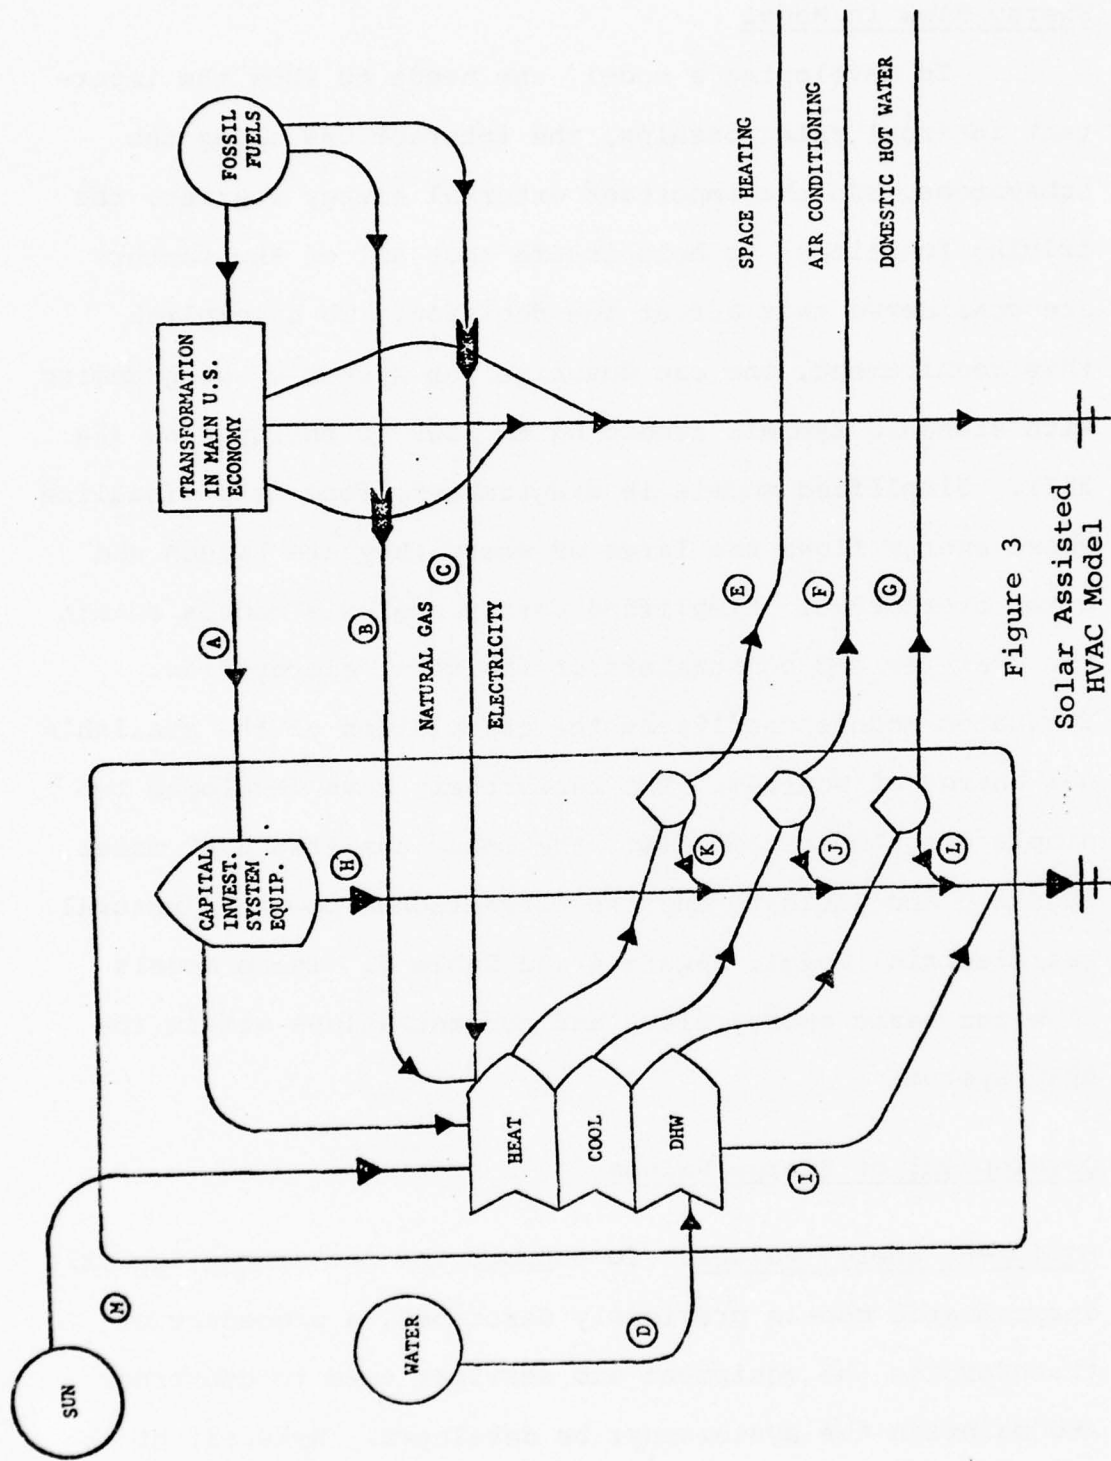 SUN
M
WATER
D
CAPITAL
INVEST.
SYSTEM
EQUIP.
H
HEAT
COOL
DHW
I
K
J
L
A
TRANSFORMATION
IN MAIN U.S.
ECONOMY
FOSSIL
FUELS
B
NATURAL GAS
C
ELECTRICITY
E
SPACE HEATING
F
AIR CONDITIONING
G
DOMESTIC HOT WATER
Figure 3
Solar Assisted
HVAC Model